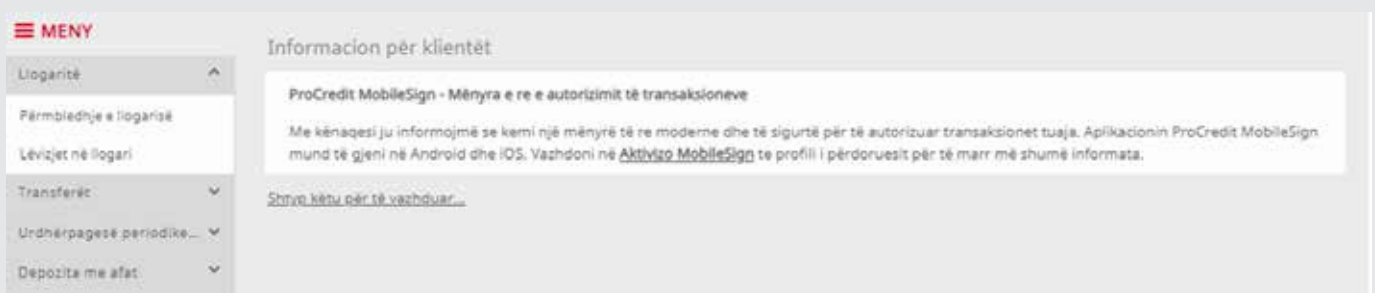 MENY
Llogaritë
Përmbledhje e llogarisë
Lëvizjet në llogari
Transferët
Urdhërpagesë periodike...
Depozita me afat
Informacion për klientët
ProCredit MobileSign - Mënyra e re e autorizimit të transaksioneve
Me kënaqesi ju informojmë se kemi një mënyrë të re moderne dhe të sigurtë për të autorizuar transaksionet tuaja. Aplikacionin ProCredit MobileSign
mund të gjeni në Android dhe iOS. Vazhdoni në Aktivizo MobileSign te profili i përdoruesit për të marr më shumë informata.
Shtyp këtu për të vazhduar...